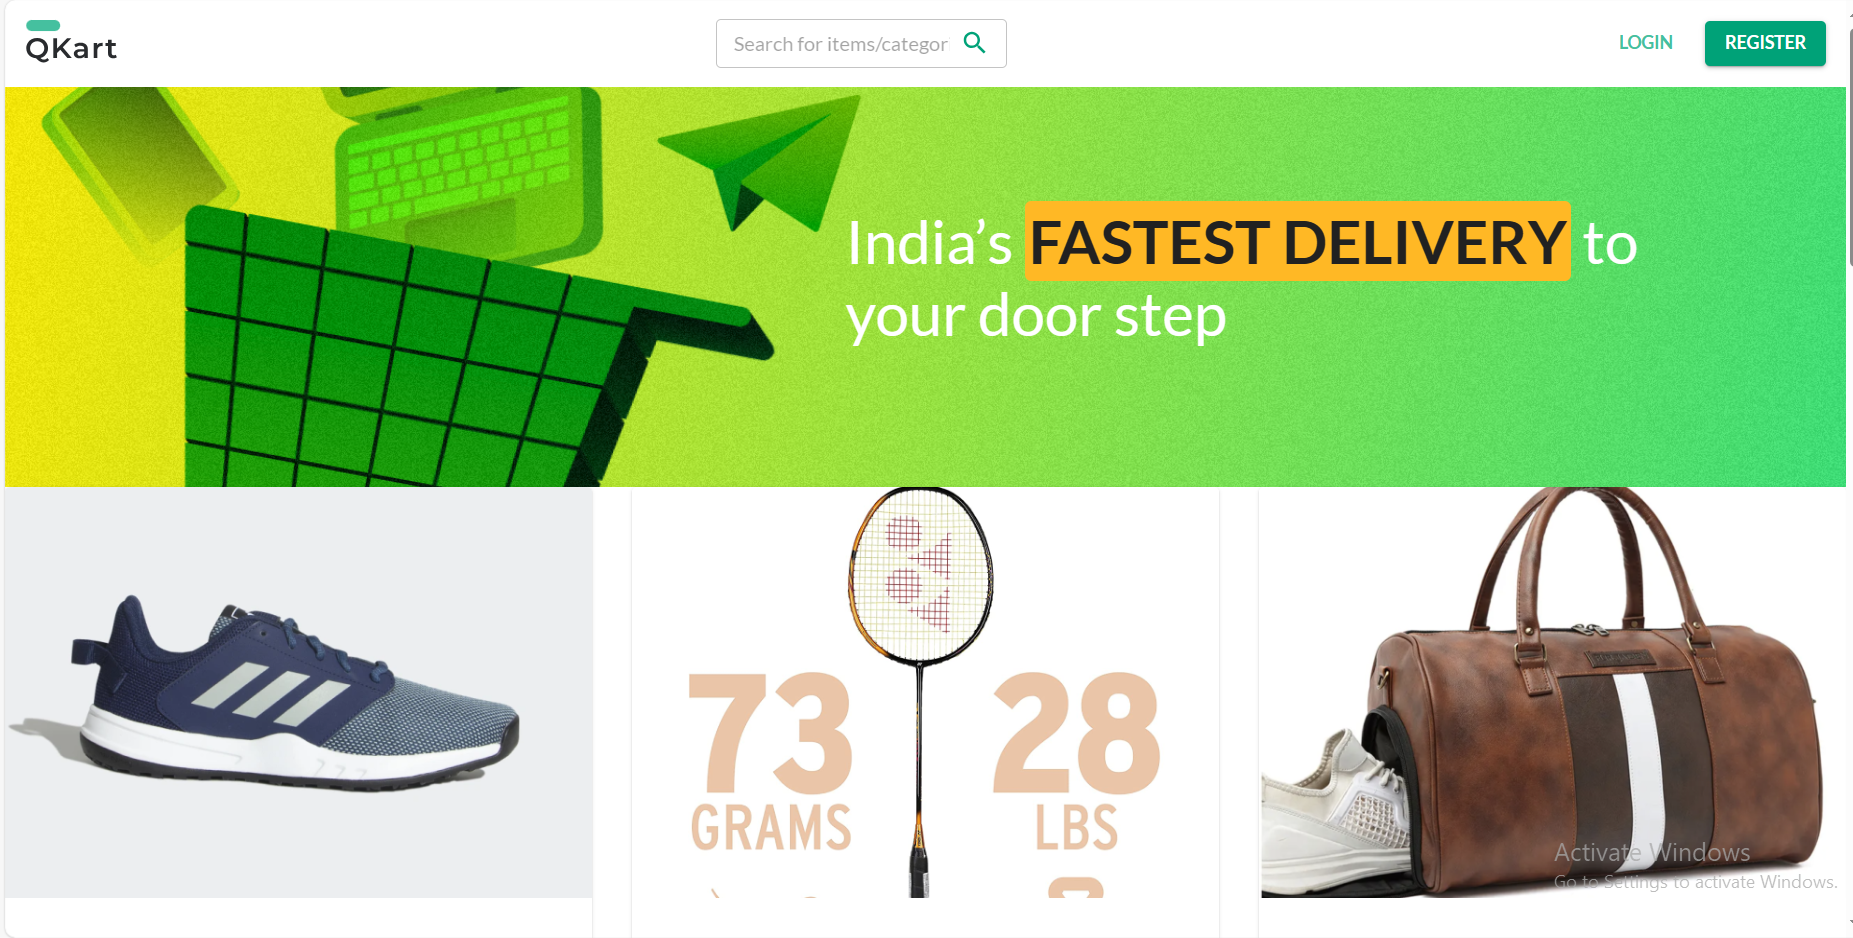 QKart
Search for items/categor
LOGIN
REGISTER
India’s FASTEST DELIVERY to
your door step
73
GRAMS
28
LBS
Activate Windows
Go to Settings to activate Windows.